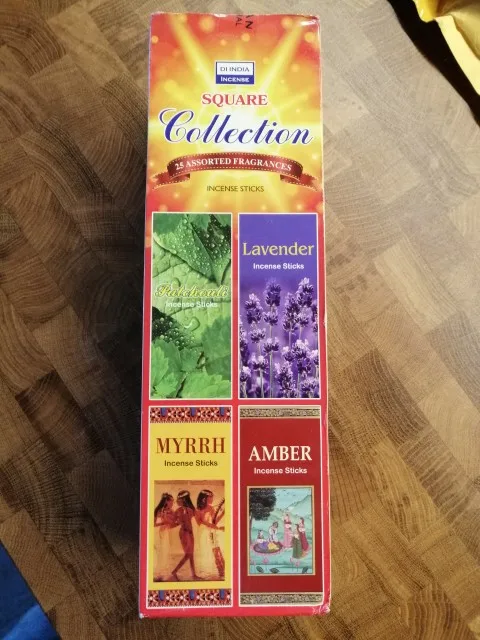 DI INDIA
INCENSE
SQUARE
Collection
25 ASSORTED FRAGRANCES
INCENSE STICKS
Patchouli
Incense Sticks
Lavender
Incense Sticks
MYRRH
Incense Sticks
AMBER
Incense Sticks